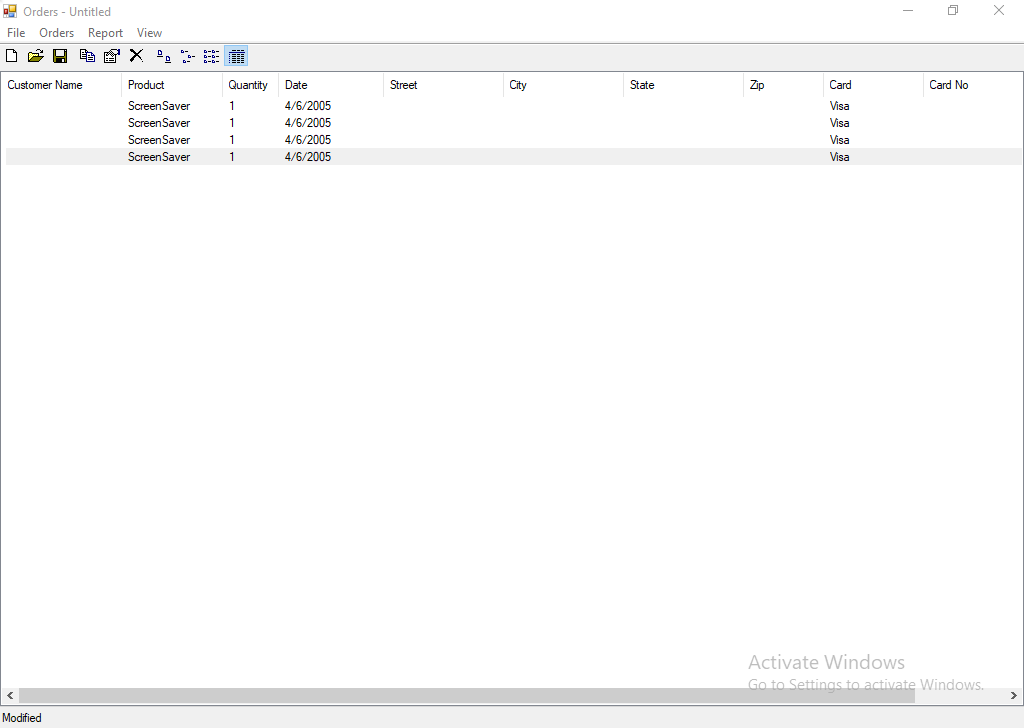 Orders - Untitled
File Orders Report View
Customer Name Product Quantity Date Street City State Zip Card Card No
ScreenSaver 1 4/6/2005 Visa
ScreenSaver 1 4/6/2005 Visa
ScreenSaver 1 4/6/2005 Visa
ScreenSaver 1 4/6/2005 Visa
Activate Windows
Go to Settings to activate Windows.
Modified